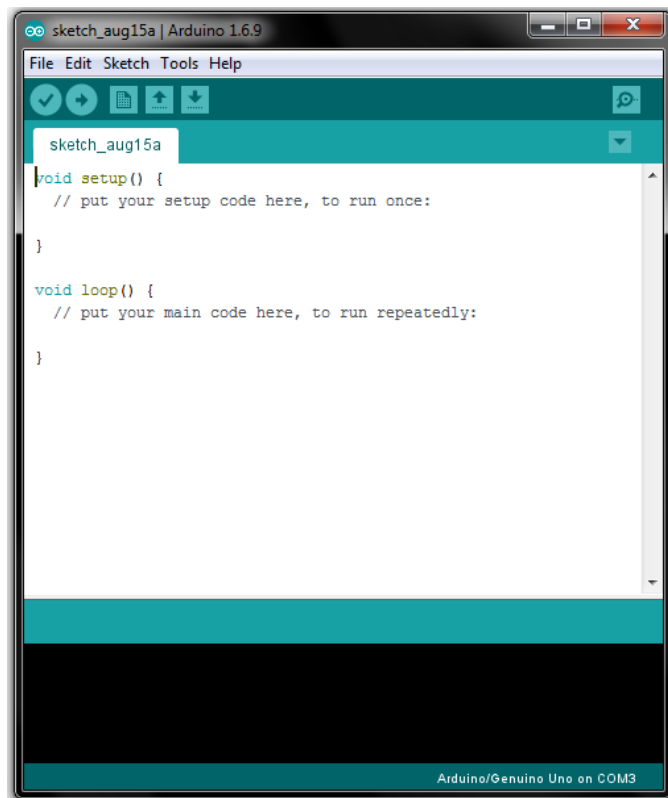 sketch_aug15a | Arduino 1.6.9
File Edit Sketch Tools Help
sketch_aug15a
void setup() {
  // put your setup code here, to run once:
}
void loop() {
  // put your main code here, to run repeatedly:
}
Arduino/Genuino Uno on COM3